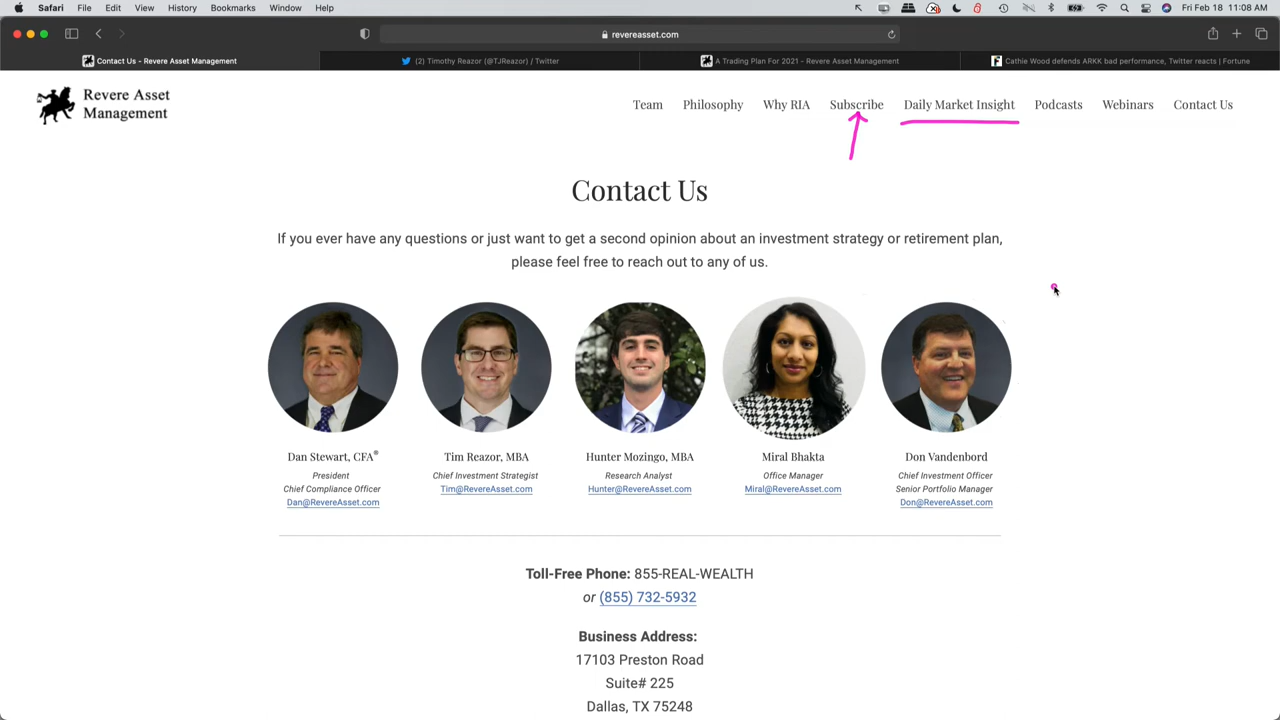 Safari File Edit View History Bookmarks Window Help Fri Feb 18 11:08 AM
revereasset.com
Contact Us - Revere Asset Management (2) Timothy Reazor (@TJReazor) / Twitter A Trading Plan For 2021 - Revere Asset Management Cathie Wood defends ARKK bad performance, Twitter reacts | Fortune
Revere Asset
Management
Team Philosophy Why RIA Subscribe Daily Market Insight Podcasts Webinars Contact Us
Contact Us
If you ever have any questions or just want to get a second opinion about an investment strategy or retirement plan,
please feel free to reach out to any of us.
Dan Stewart, CFA® Tim Reazor, MBA Hunter Mozingo, MBA Miral Bhakta Don Vandenbord
President Chief Investment Strategist Research Analyst Office Manager Chief Investment Officer
Chief Compliance Officer Tim@RevereAsset.com Hunter@RevereAsset.com Miral@RevereAsset.com Senior Portfolio Manager
Dan@RevereAsset.com Don@RevereAsset.com
Toll-Free Phone: 855-REAL-WEALTH
or (855) 732-5932
Business Address:
17103 Preston Road
Suite# 225
Dallas, TX 75248